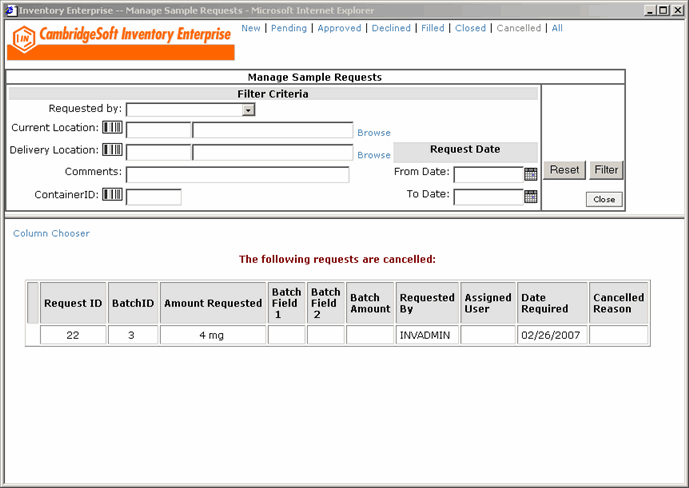 Inventory Enterprise -- Manage Sample Requests - Microsoft Internet Explorer
CambridgeSoft Inventory Enterprise
New | Pending | Approved | Declined | Filled | Closed | Cancelled | All
Manage Sample Requests
Filter Criteria
Requested by:
Current Location: Browse
Delivery Location: Browse
Request Date
Comments: From Date:
Reset Filter
ContainerID: To Date:
Close
Column Chooser
The following requests are cancelled:
Request ID BatchID Amount Requested Batch Field 1 Batch Field 2 Batch Amount Requested By Assigned User Date Required Cancelled Reason
22 3 4 mg INVADMIN 02/26/2007